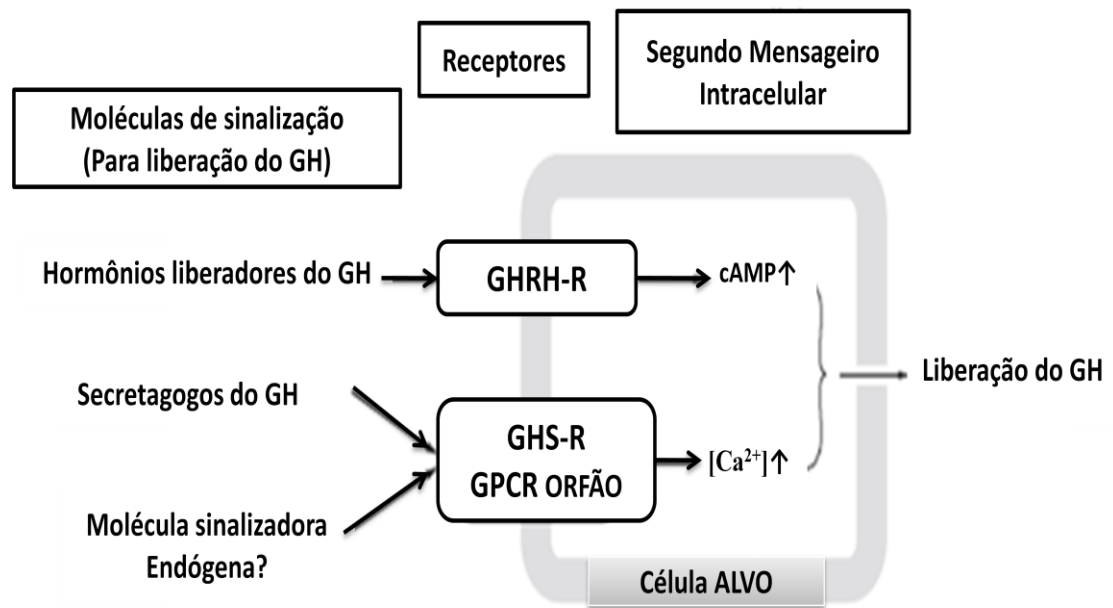 Receptores
Segundo Mensageiro
Intracelular
Moléculas de sinalização
(Para liberação do GH)
Hormônios liberadores do GH
GHRH-R
cAMP↑
Liberação do GH
Secretagogos do GH
GHS-R
GPCR ORFÃO
[Ca²⁺]↑
Molécula sinalizadora
Endógena?
Célula ALVO